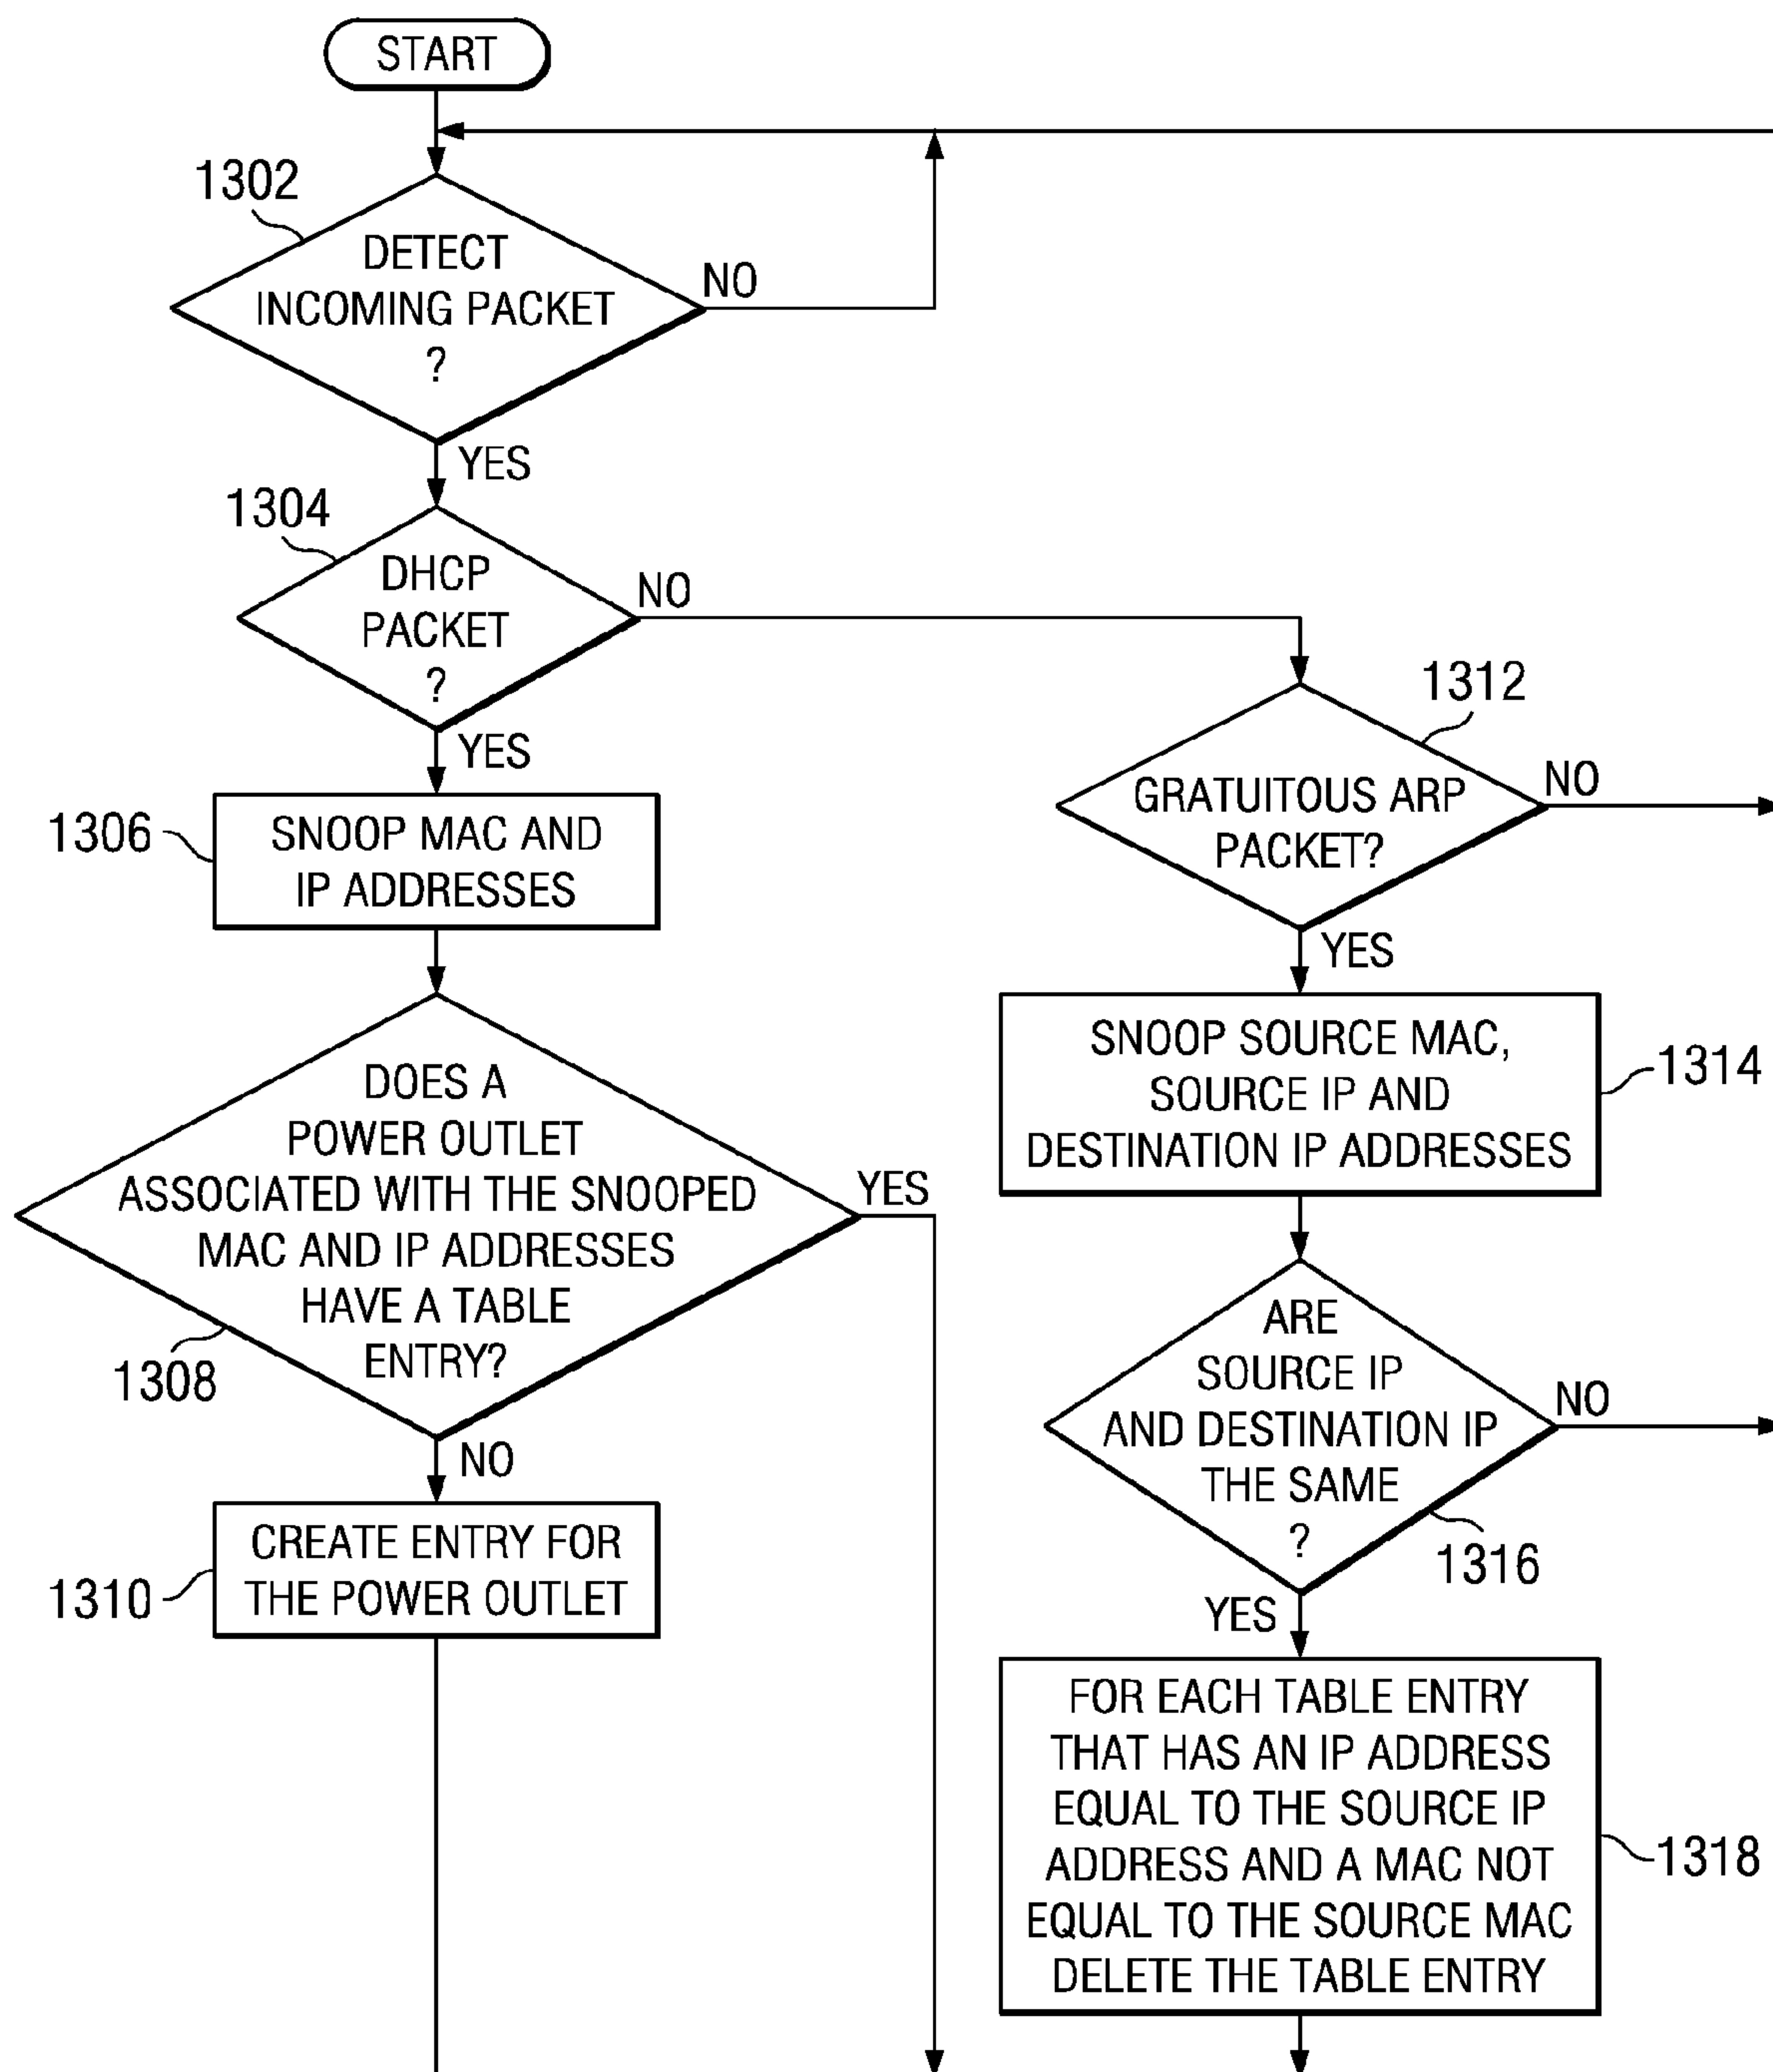 START
1302
DETECT
INCOMING PACKET
?
NO
YES
1304
DHCP
PACKET
?
NO
YES
1306
SNOOP MAC AND
IP ADDRESSES
DOES A
POWER OUTLET
ASSOCIATED WITH THE SNOOPED
MAC AND IP ADDRESSES
HAVE A TABLE
ENTRY?
YES
1308
NO
1310
CREATE ENTRY FOR
THE POWER OUTLET
1312
GRATUITOUS ARP
PACKET?
NO
YES
SNOOP SOURCE MAC,
SOURCE IP AND
DESTINATION IP ADDRESSES
1314
ARE
SOURCE IP
AND DESTINATION IP
THE SAME
?
NO
1316
YES
FOR EACH TABLE ENTRY
THAT HAS AN IP ADDRESS
EQUAL TO THE SOURCE IP
ADDRESS AND A MAC NOT
EQUAL TO THE SOURCE MAC
DELETE THE TABLE ENTRY
1318